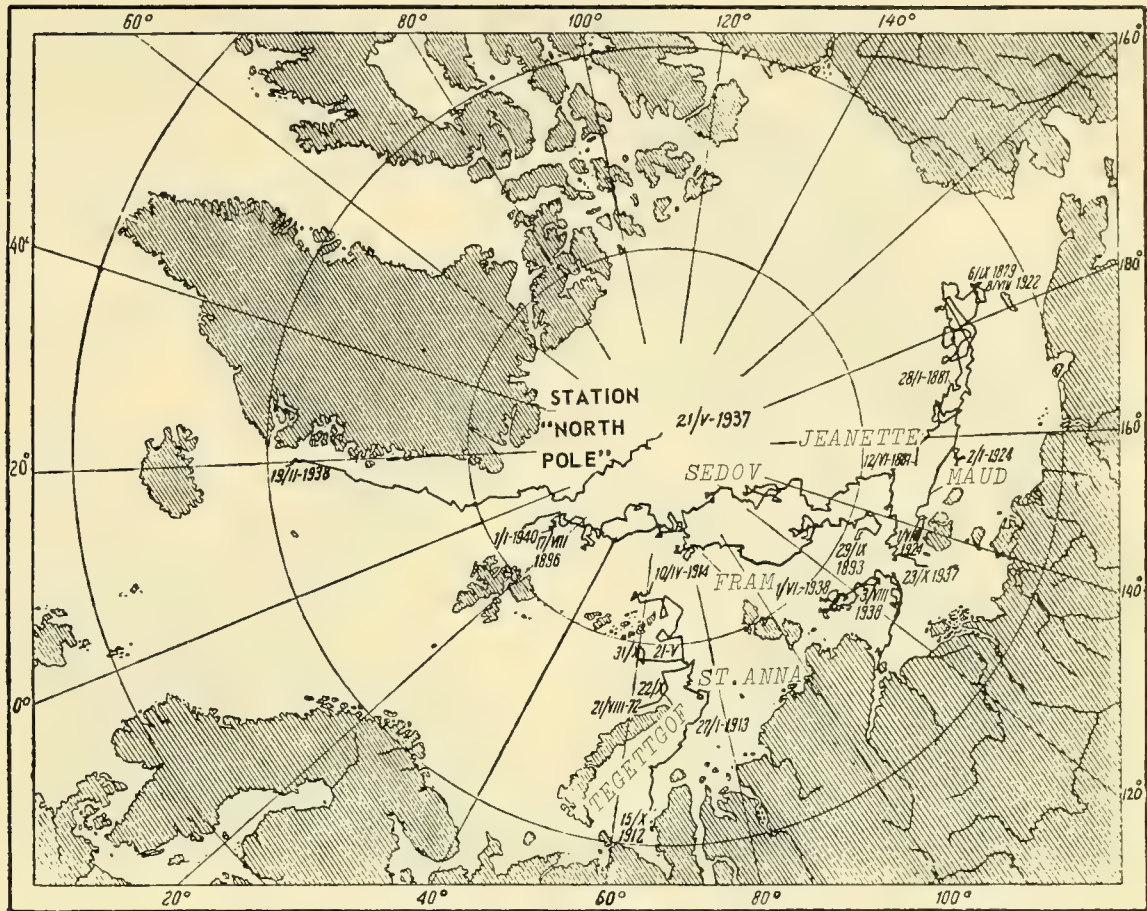 60°
80°
100°
120°
140°
160°
40°
180°
6/IX 1879
8/VIII 1922
28/I-1881
STATION
"NORTH
POLE"
21/V-1937
JEANETTE
160°
20°
19/II-1938
SEDOV
12/VI-1881
2/I-1924
MAUD
1/I-1940
17/VIII
1896
29/IX
1893
1924
23/X 1937
140°
10/IV-1914
FRAM
1/VI-1938
3/VIII
1938
31/X
21-V
ST.ANNA
0°
22/X
21/VIII-72
27/I-1913
TEGETTGOF
120°
15/X
1912
20°
40°
60°
80°
100°